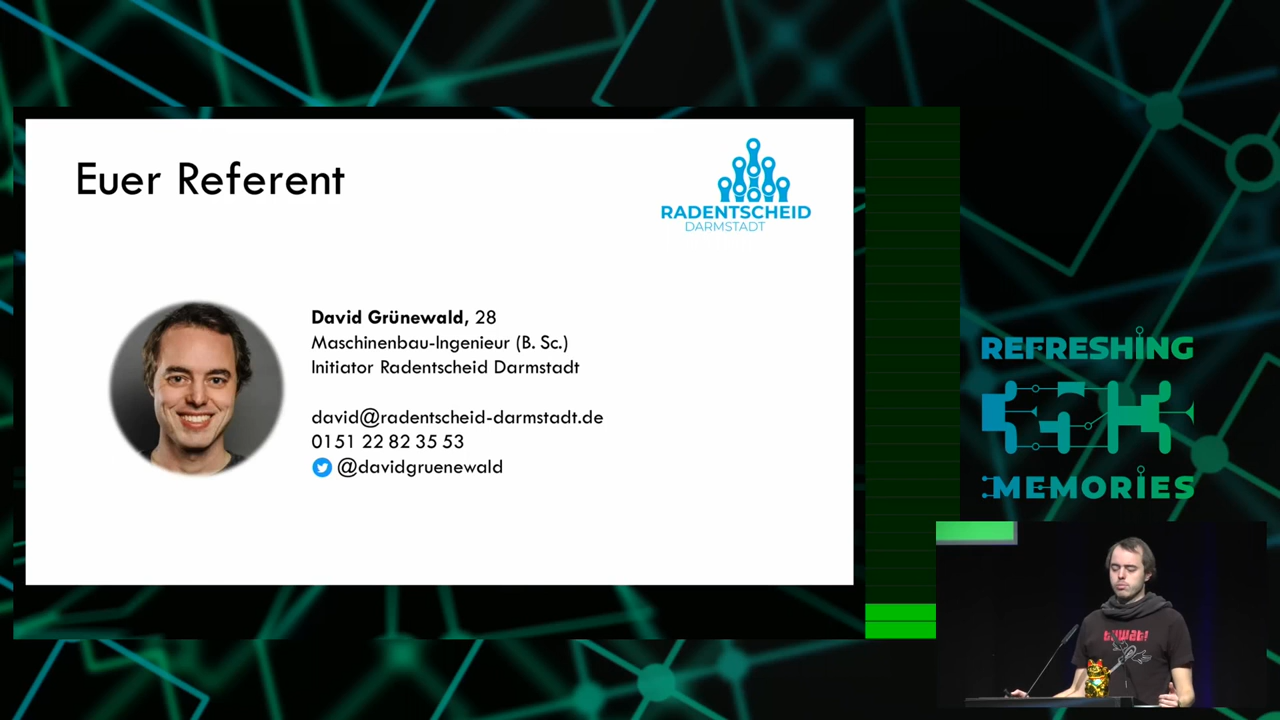 Euer Referent
RADENTSCHEID
DARMSTADT
David Grünewald, 28
Maschinenbau-Ingenieur (B. Sc.)
Initiator Radentscheid Darmstadt
david@radentscheid-darmstadt.de
0151 22 82 35 53
@davidgruenewald
REFRESHING
MEMORIES
tuwat!